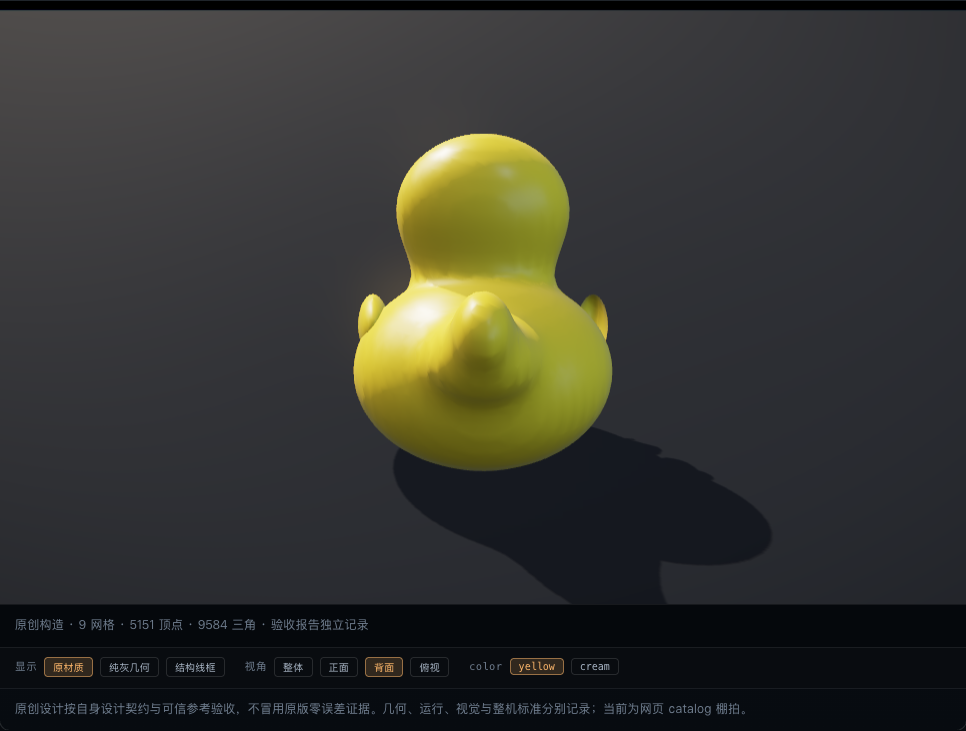 原创构造 · 9 网格 · 5151 顶点 · 9584 三角 · 验收报告独立记录
显示 原材质 纯灰几何 结构线框 视角 整体 正面 背面 俯视 color yellow cream
原创设计按自身设计契约与可信参考验收，不冒用原版零误差证据。几何、运行、视觉与整机标准分别记录；当前为网页 catalog 棚拍。